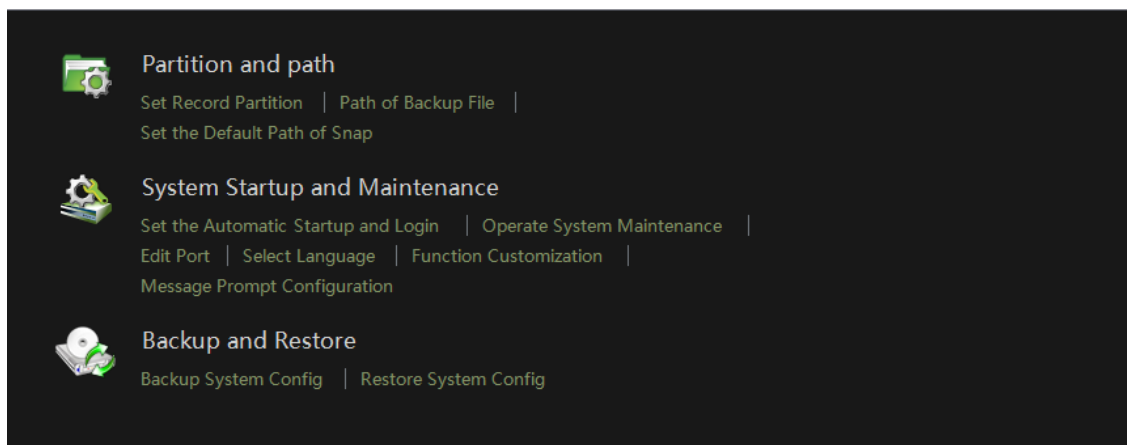 Partition and path
Set Record Partition | Path of Backup File |
Set the Default Path of Snap
System Startup and Maintenance
Set the Automatic Startup and Login | Operate System Maintenance |
Edit Port | Select Language | Function Customization |
Message Prompt Configuration
Backup and Restore
Backup System Config | Restore System Config